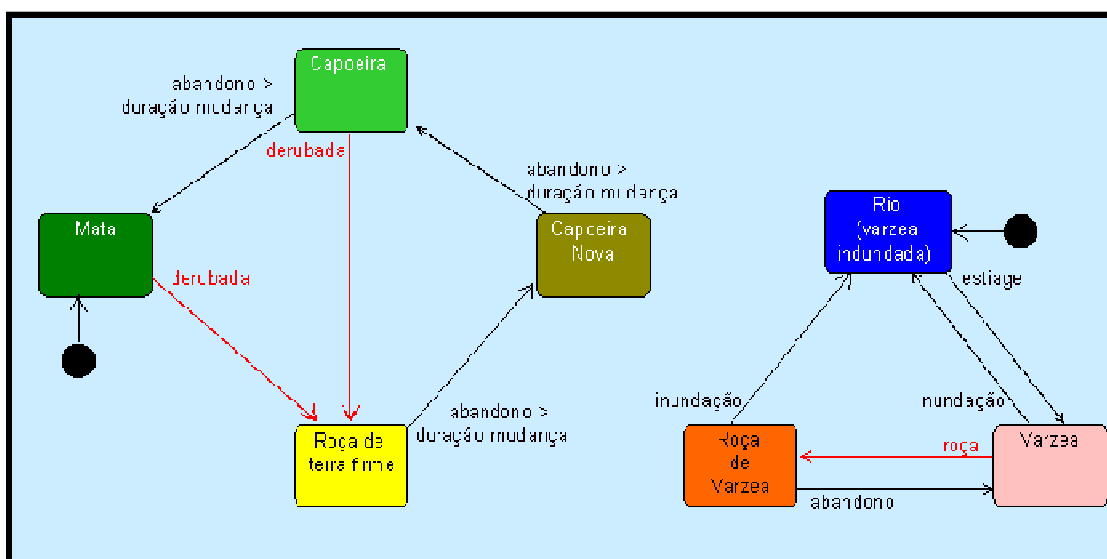 Capoeira
abandono >
duração mudança
derubada
abandono >
duração mudança
Mata
Capoeira
Nova
derubada
Rio
(varzea
indundada)
estiage
abandono >
duração mudança
Roça de
terra firme
inundação
nundação
Roça
de
Varzea
roça
Varzea
abandono